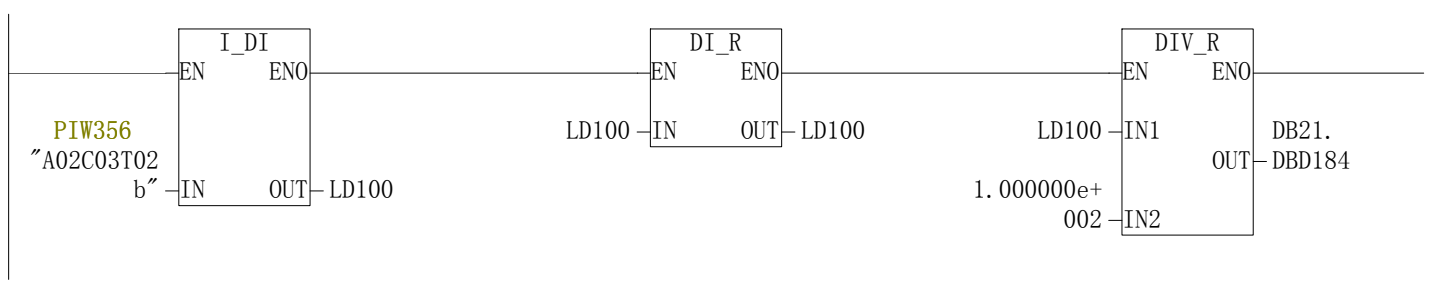 I_DI
EN ENO
PIW356
"A02C03T02
b" IN OUT LD100
DI_R
EN ENO
LD100 IN OUT LD100
DIV_R
EN ENO
LD100 IN1
DB21.
OUT DBD184
1.000000e+
002 IN2